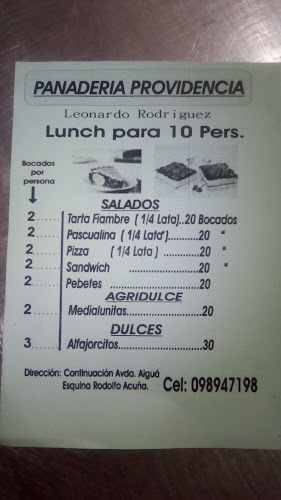 PANADERIA PROVIDENCIA
Leonardo Rodriguez
Lunch para 10 Pers.
Bocados
por
persona
SALADOS
2...... Tarta Fiambre ( 1/4 Lata)..20 Bocados
2...... Pascualina ( 1/4 Lata )..........20 "
2...... Pizza ( 1/4 Lata ) ...........20 "
2...... Sandwich ....................20 "
2...... Pebetes .........................20
AGRIDULCE
2...... Medialunitas......................20
DULCES
3...... Alfajorcitos........................30
Dirección: Continuación Avda. Aiguá
Esquina Rodolfo Acuña. Cel: 098947198